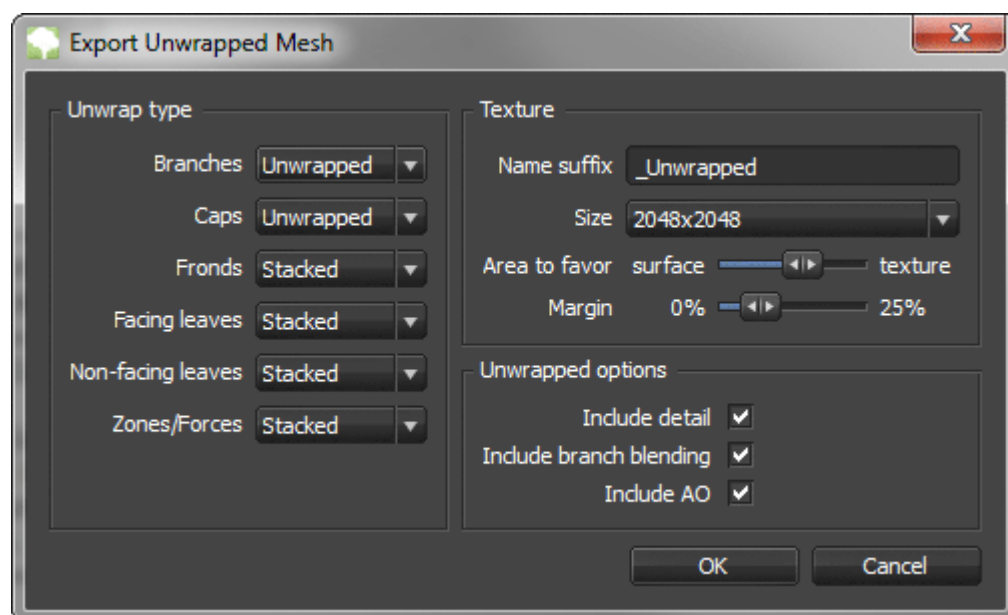 Export Unwrapped Mesh
Unwrap type
Branches Unwrapped
Caps Unwrapped
Fronds Stacked
Facing leaves Stacked
Non-facing leaves Stacked
Zones/Forces Stacked
Texture
Name suffix _Unwrapped
Size 2048x2048
Area to favor surface texture
Margin 0% 25%
Unwrapped options
Include detail
Include branch blending
Include AO
OK Cancel